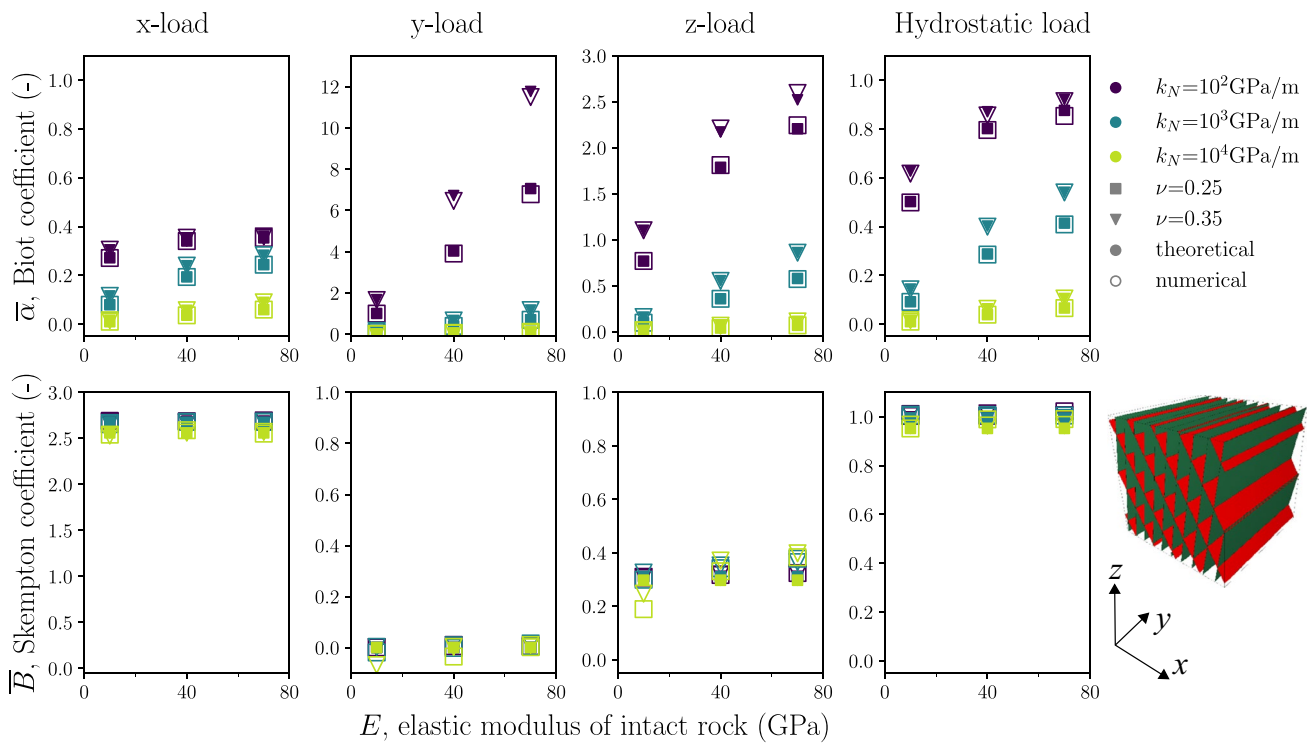 x-load y-load z-load Hydrostatic load
α̅, Biot coefficient (-)
1.0
0.8
0.6
0.4
0.2
0.0
0 40 80
12
10
8
6
4
2
0
0 40 80
3.0
2.5
2.0
1.5
1.0
0.5
0.0
0 40 80
1.0
0.8
0.6
0.4
0.2
0.0
0 40 80
k_N=10²GPa/m
k_N=10³GPa/m
k_N=10⁴GPa/m
ν=0.25
ν=0.35
theoretical
numerical
B̅, Skempton coefficient (-)
3.0
2.5
2.0
1.5
1.0
0.5
0.0
0 40 80
1.0
0.8
0.6
0.4
0.2
0.0
0 40 80
1.0
0.8
0.6
0.4
0.2
0.0
0 40 80
1.0
0.8
0.6
0.4
0.2
0.0
0 40 80
z
y
x
E, elastic modulus of intact rock (GPa)